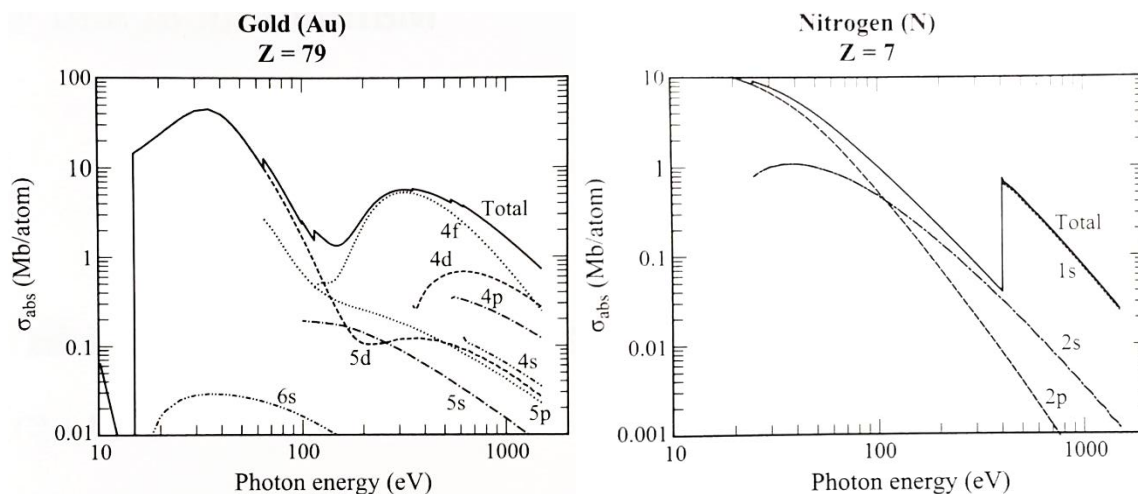 Gold (Au)
Z = 79
100
10
1
0.1
0.01
σabs (Mb/atom)
Total
4f
4d
4p
4s
5d
5s
5p
6s
10
100
1000
Photon energy (eV)
Nitrogen (N)
Z = 7
10
1
0.1
0.01
0.001
σabs (Mb/atom)
Total
1s
2s
2p
10
100
1000
Photon energy (eV)